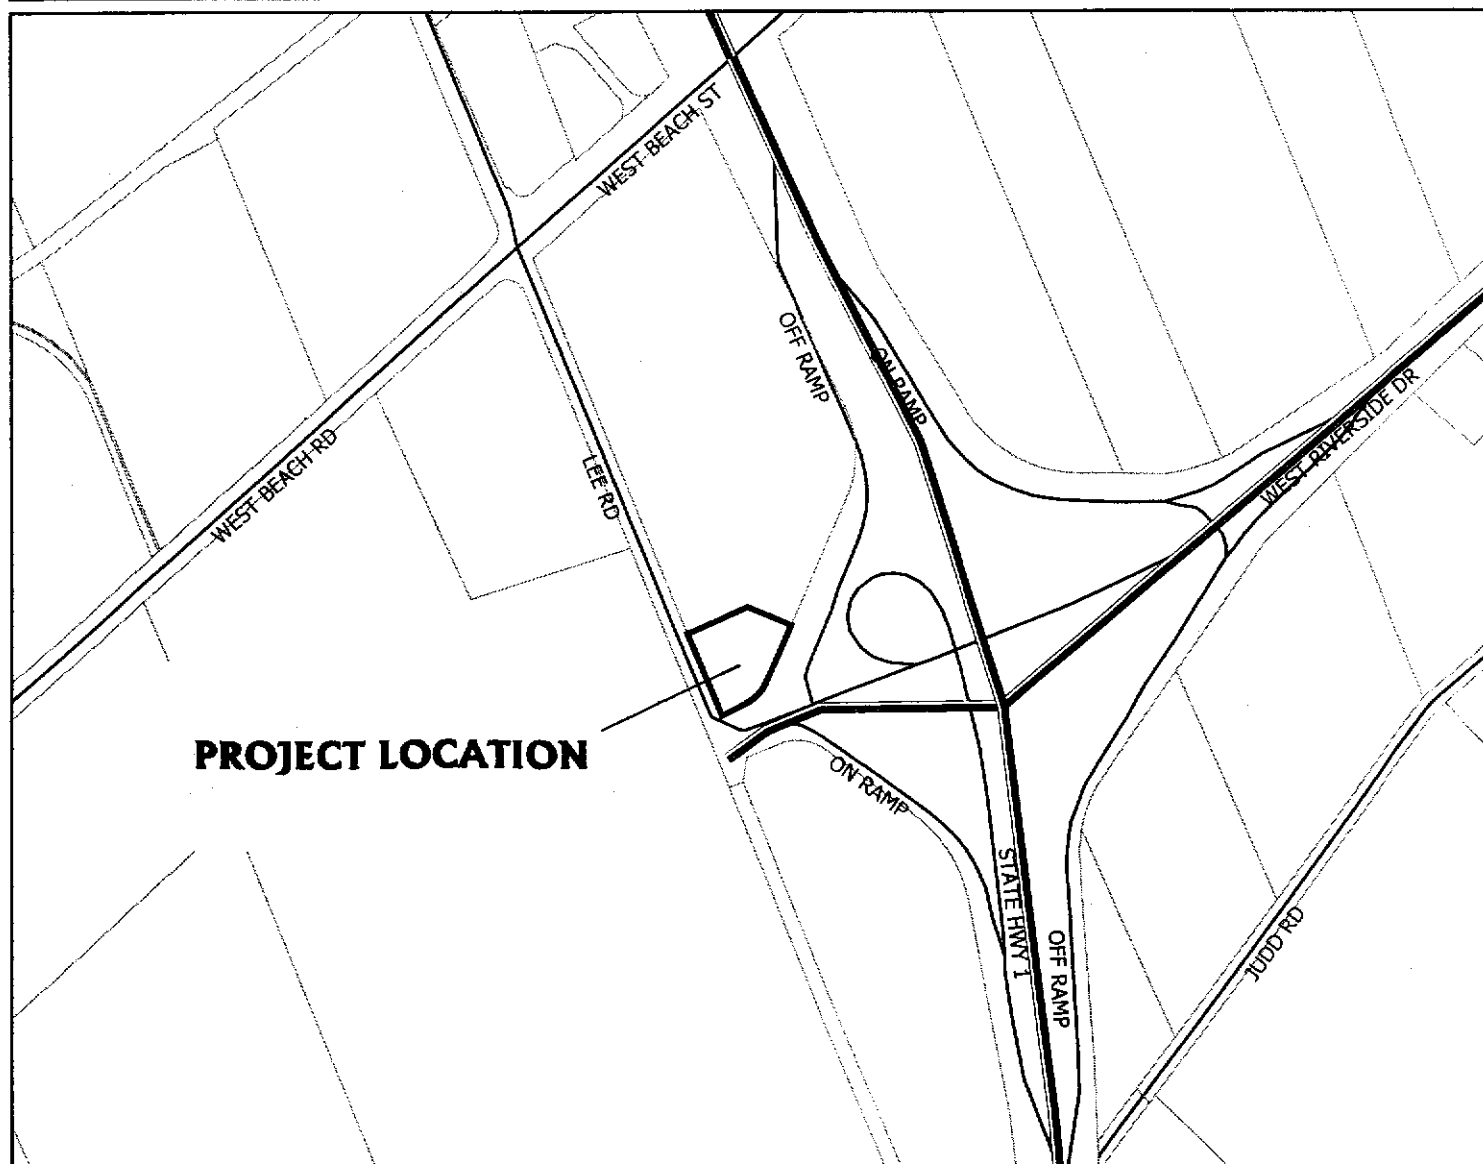 WEST BEACH ST
OFF RAMP
ON RAMP
WEST RIVERSIDE DR
WEST BEACH RD
LEE RD
PROJECT LOCATION
ON RAMP
STATE HWY 1
OFF RAMP
JUDD RD